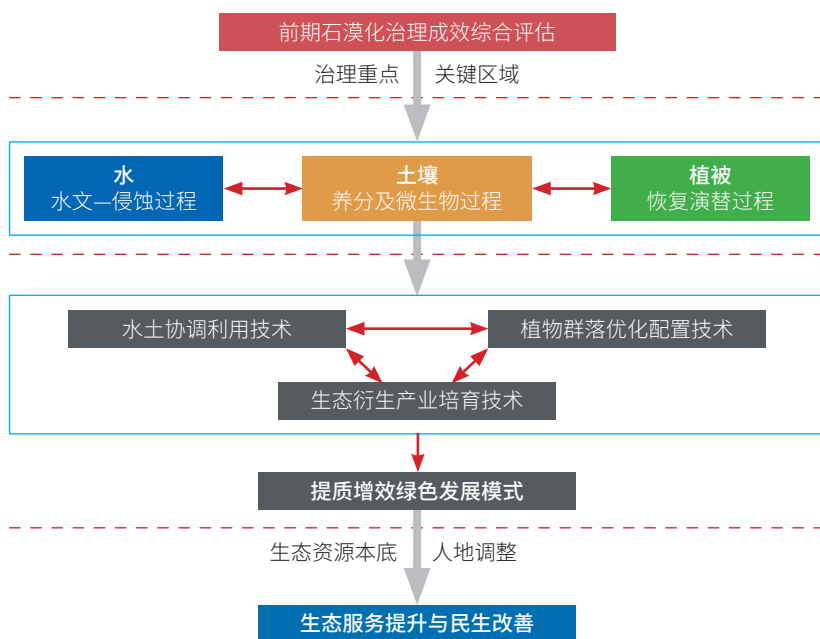 前期石漠化治理成效综合评估
治理重点 关键区域
水 土壤 植被
水文—侵蚀过程 养分及微生物过程 恢复演替过程
水土协调利用技术 植物群落优化配置技术
生态衍生产业培育技术
提质增效绿色发展模式
生态资源本底 人地调整
生态服务提升与民生改善